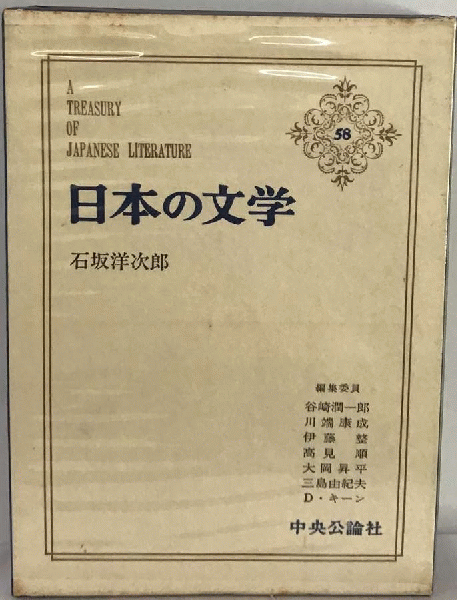 A
TREASURY
OF
JAPANESE LITERATURE
58
日本の文学
石坂洋次郎
編集委員
谷崎潤一郎
川端康成
伊藤整
高見順
大岡昇平
三島由紀夫
D・キーン
中央公論社